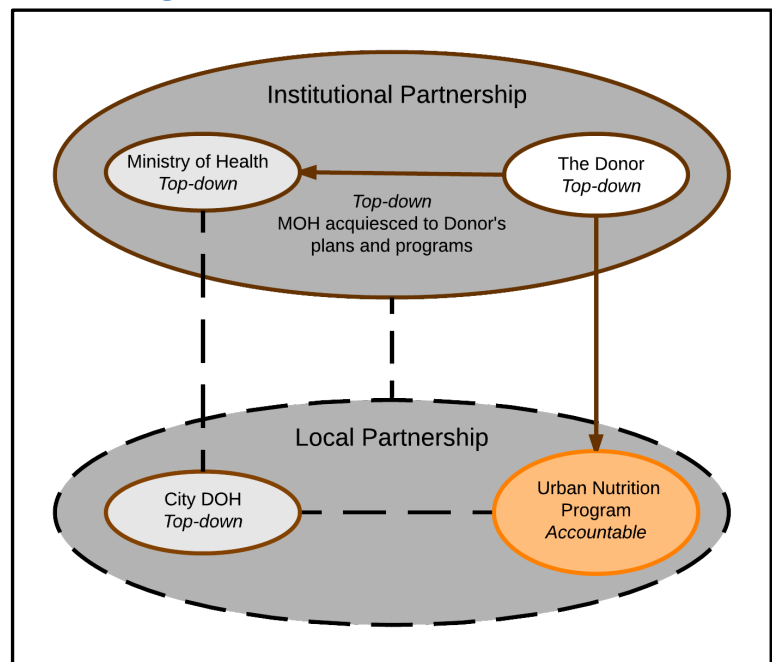 Institutional Partnership
Ministry of Health
Top-down
The Donor
Top-down
Top-down
MOH acquiesced to Donor's
plans and programs
Local Partnership
City DOH
Top-down
Urban Nutrition
Program
Accountable